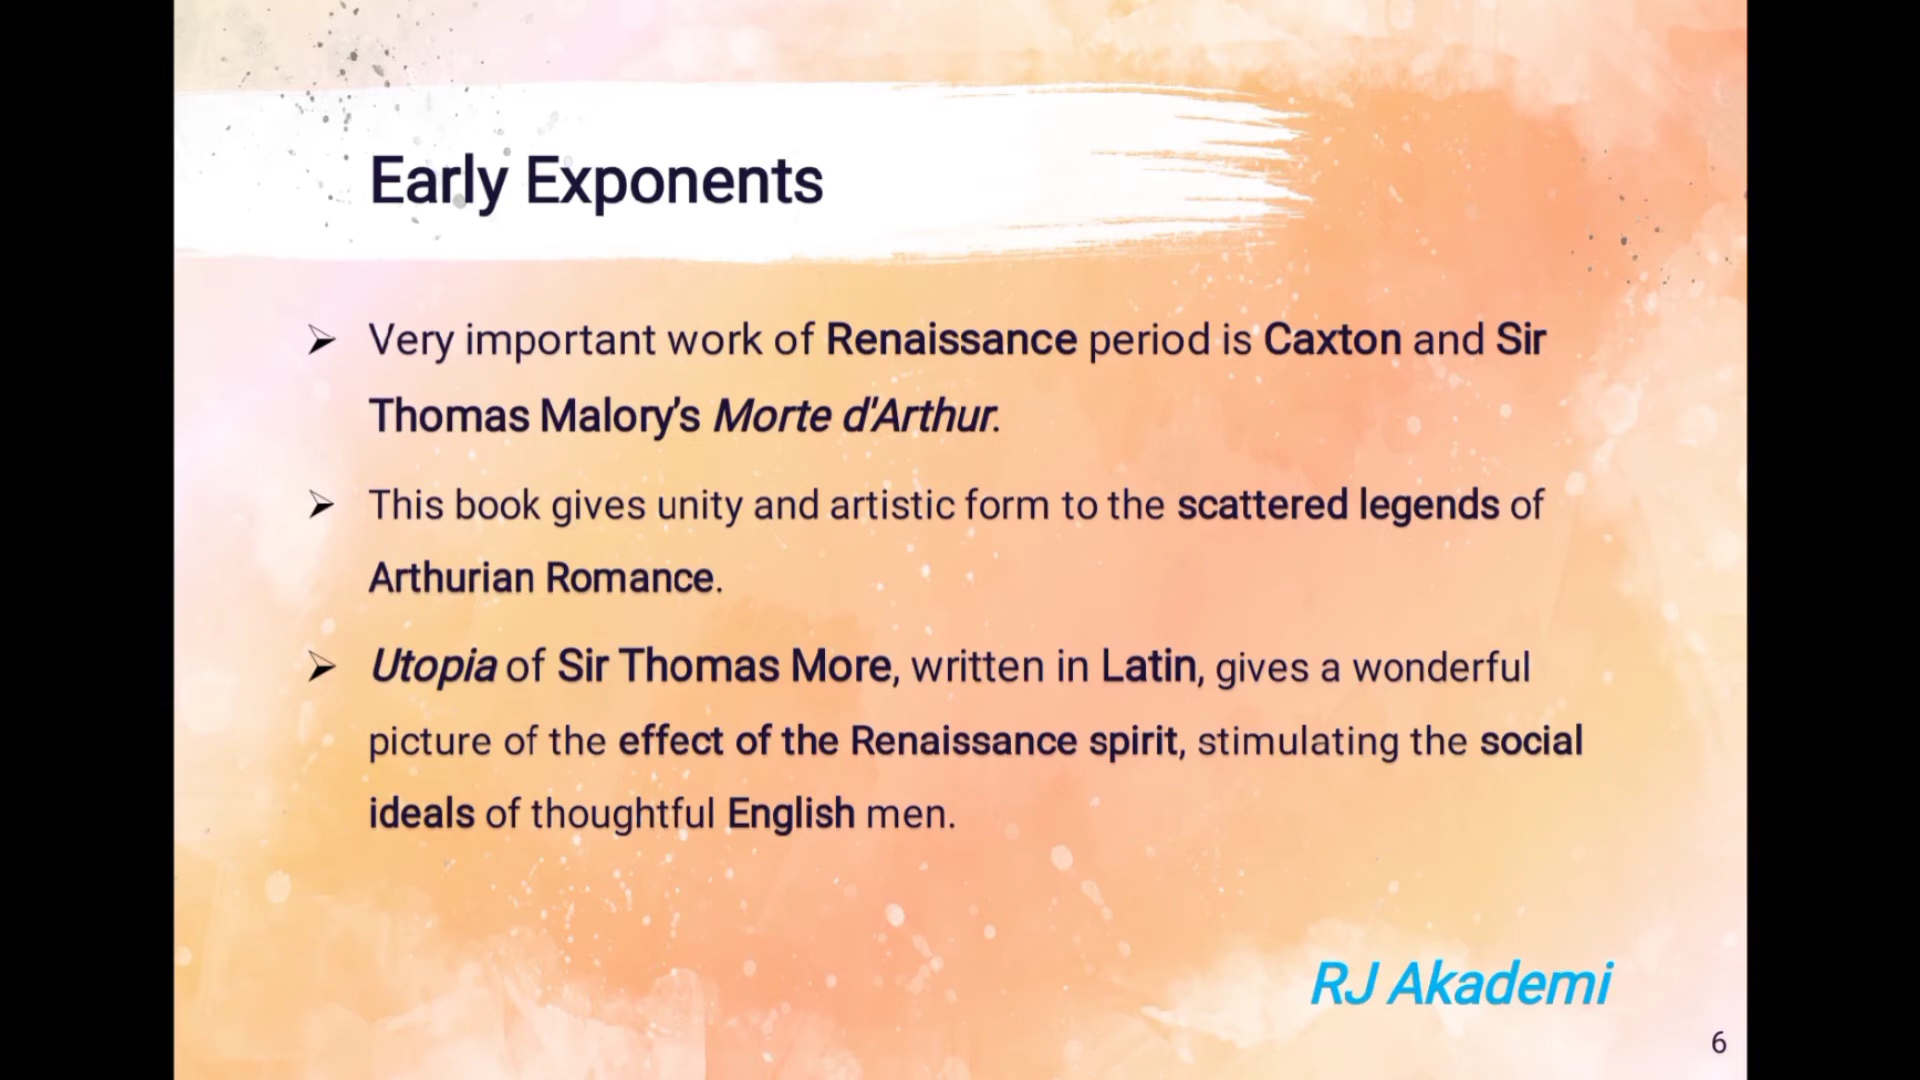 Early Exponents
Very important work of Renaissance period is Caxton and Sir
Thomas Malory's Morte d'Arthur.
This book gives unity and artistic form to the scattered legends of
Arthurian Romance.
Utopia of Sir Thomas More, written in Latin, gives a wonderful
picture of the effect of the Renaissance spirit, stimulating the social
ideals of thoughtful English men.
RJ Akademi
6